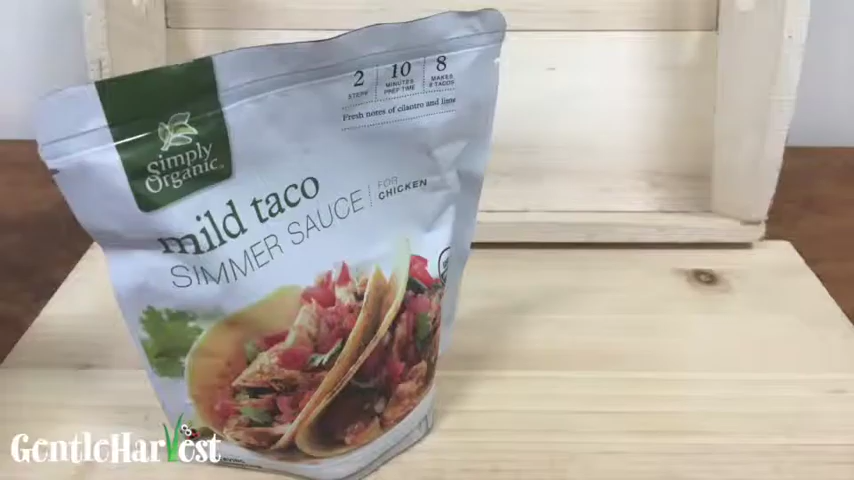 2 10 8
STEPS MINUTES PREP TIME MAKES 8 TACOS
Fresh notes of cilantro and lime
Simply
Organic
mild taco
SIMMER SAUCE
FOR
CHICKEN
GentleHarvest